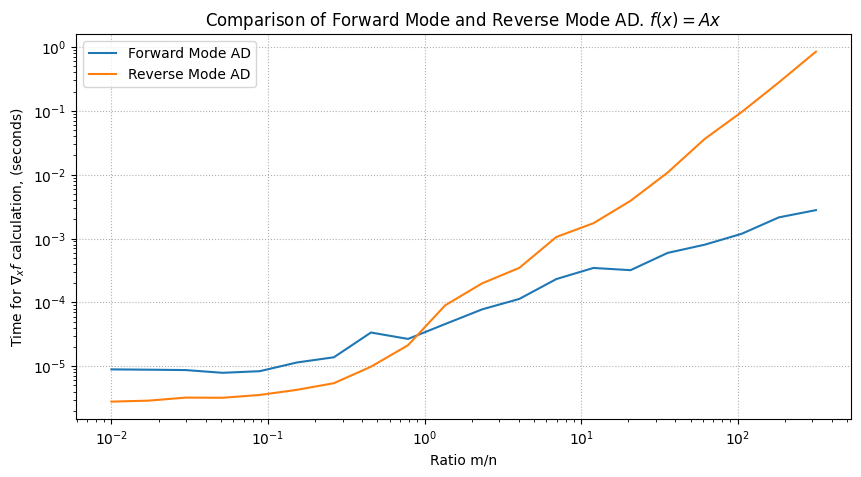 Comparison of Forward Mode and Reverse Mode AD. f(x) = Ax
Forward Mode AD
Reverse Mode AD
Time for ∇ₓf calculation, (seconds)
10⁰
10⁻¹
10⁻²
10⁻³
10⁻⁴
10⁻⁵
10⁻² 10⁻¹ 10⁰ 10¹ 10²
Ratio m/n